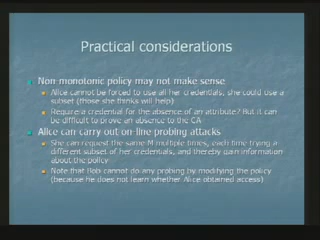 Practical considerations
Non-monotonic policy may not make sense
Alice cannot be forced to use all her credentials, she could use a
subset (those she thinks will help)
Require a credential for the absence of an attribute? But it can
be difficult to prove an absence to the CA
Alice can carry out on-line probing attacks
She can request the same M multiple times, each time trying a
different subset of her credentials, and thereby gain information
about the policy
Note that Bob cannot do any probing by modifying the policy
(because he does not learn whether Alice obtained access)